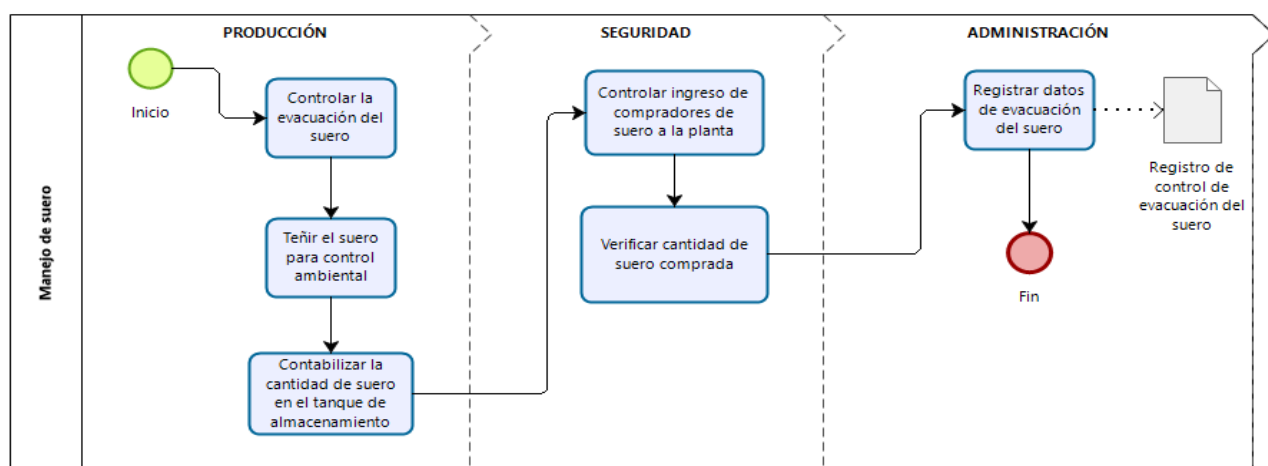 Manejo de suero
PRODUCCIÓN
Inicio
Controlar la
evacuación del
suero
Teñir el suero
para control
ambiental
Contabilizar la
cantidad de suero
en el tanque de
almacenamiento
SEGURIDAD
Controlar ingreso de
compradores de
suero a la planta
Verificar cantidad de
suero comprada
ADMINISTRACIÓN
Registrar datos
de evacuación
del suero
Registro de
control de
evacuación del
suero
Fin